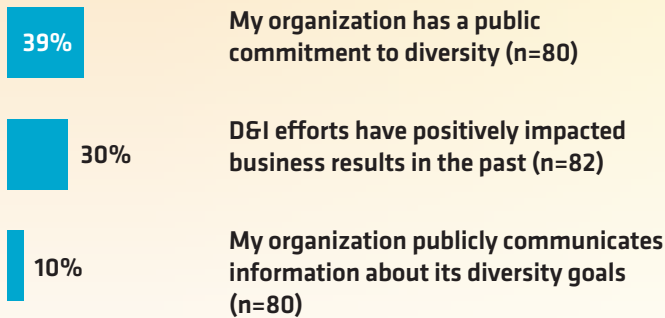 39%
My organization has a public
commitment to diversity (n=80)
30%
D&I efforts have positively impacted
business results in the past (n=82)
10%
My organization publicly communicates
information about its diversity goals
(n=80)